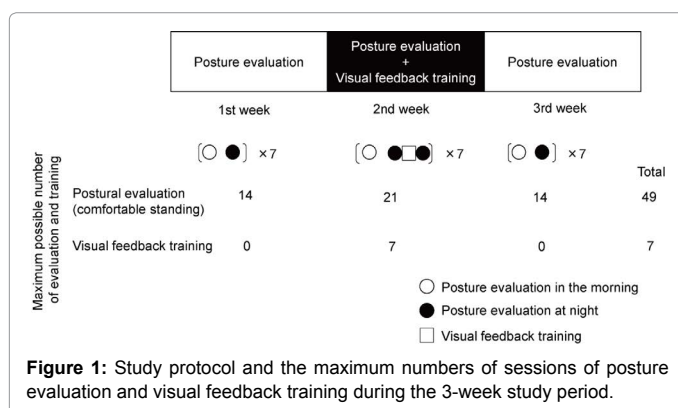 Posture evaluation
Posture evaluation
+
Visual feedback training
Posture evaluation
1st week
2nd week
3rd week
×7
×7
×7
Total
Maximum possible number
of evaluation and training
Postural evaluation
(comfortable standing)
14
21
14
49
Visual feedback training
0
7
0
7
Posture evaluation in the morning
Posture evaluation at night
Visual feedback training
Figure 1: Study protocol and the maximum numbers of sessions of posture
evaluation and visual feedback training during the 3-week study period.